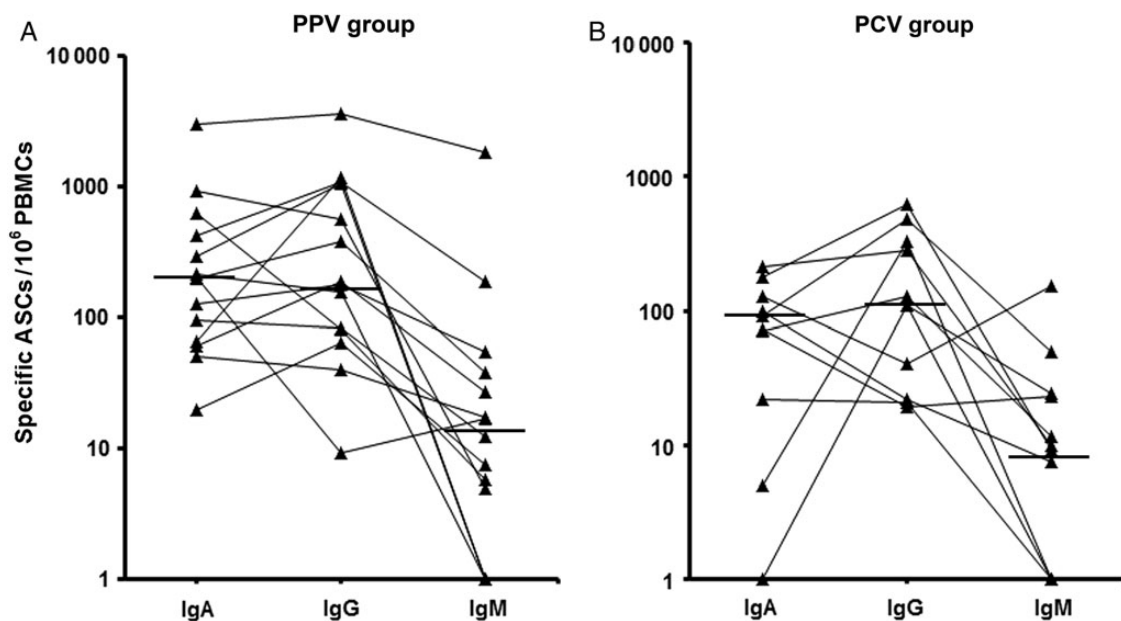 A
PPV group
Specific ASCs/10⁶ PBMCs
10 000
1000
100
10
1
IgA
IgG
IgM
B
PCV group
10 000
1000
100
10
1
IgA
IgG
IgM